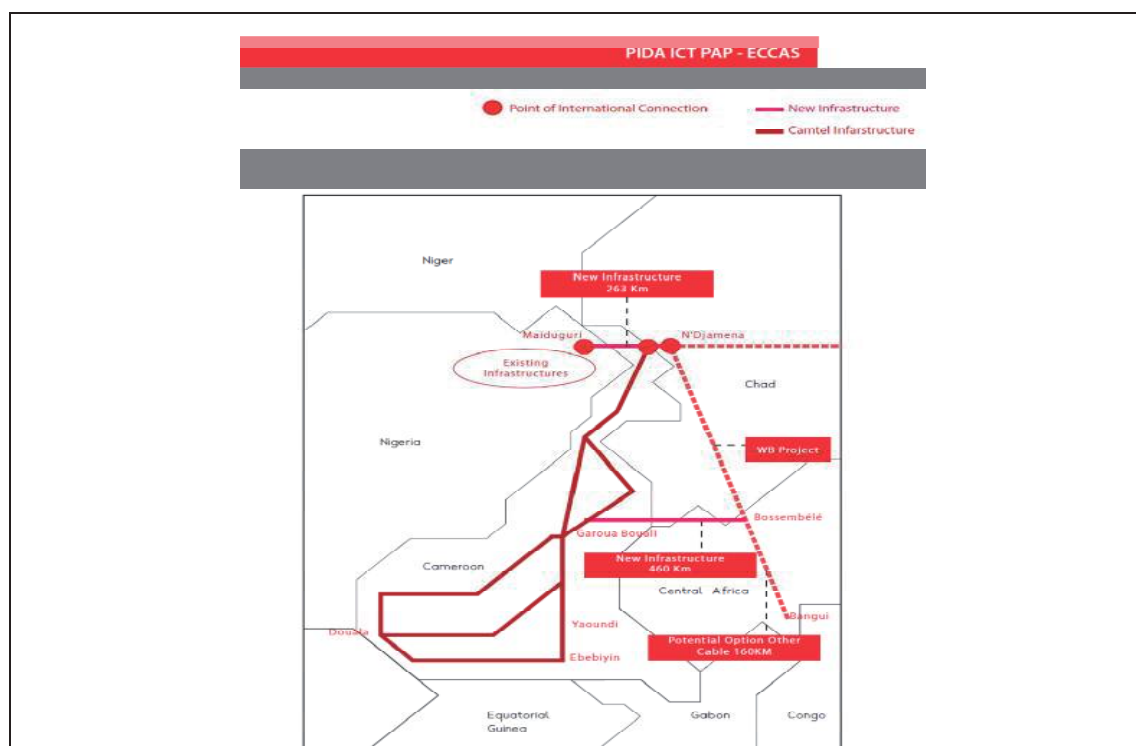 PIDA ICT PAP - ECCAS
Point of International Connection
New Infrastructure
Camtel Infarstructure
Niger
New Infrastructure
263 Km
Maiduguri
N'Djamena
Existing
Infrastructures
Chad
Nigeria
WB Project
Bossembélé
Garoua Bouali
New Infrastructure
460 Km
Cameroon
Central Africa
Bangui
Yaoundi
Douala
Potential Option Other
Cable 160KM
Ebebiyin
Equatorial
Guinea
Gabon
Congo